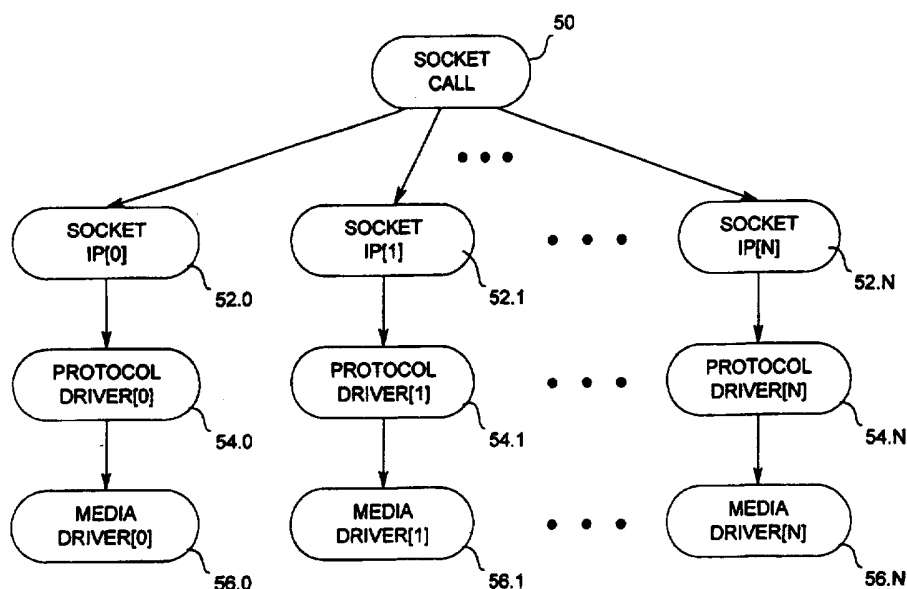 50
SOCKET
CALL
SOCKET
IP[0]
52.0
SOCKET
IP[1]
52.1
SOCKET
IP[N]
52.N
PROTOCOL
DRIVER[0]
54.0
PROTOCOL
DRIVER[1]
54.1
PROTOCOL
DRIVER[N]
54.N
MEDIA
DRIVER[0]
56.0
MEDIA
DRIVER[1]
56.1
MEDIA
DRIVER[N]
56.N